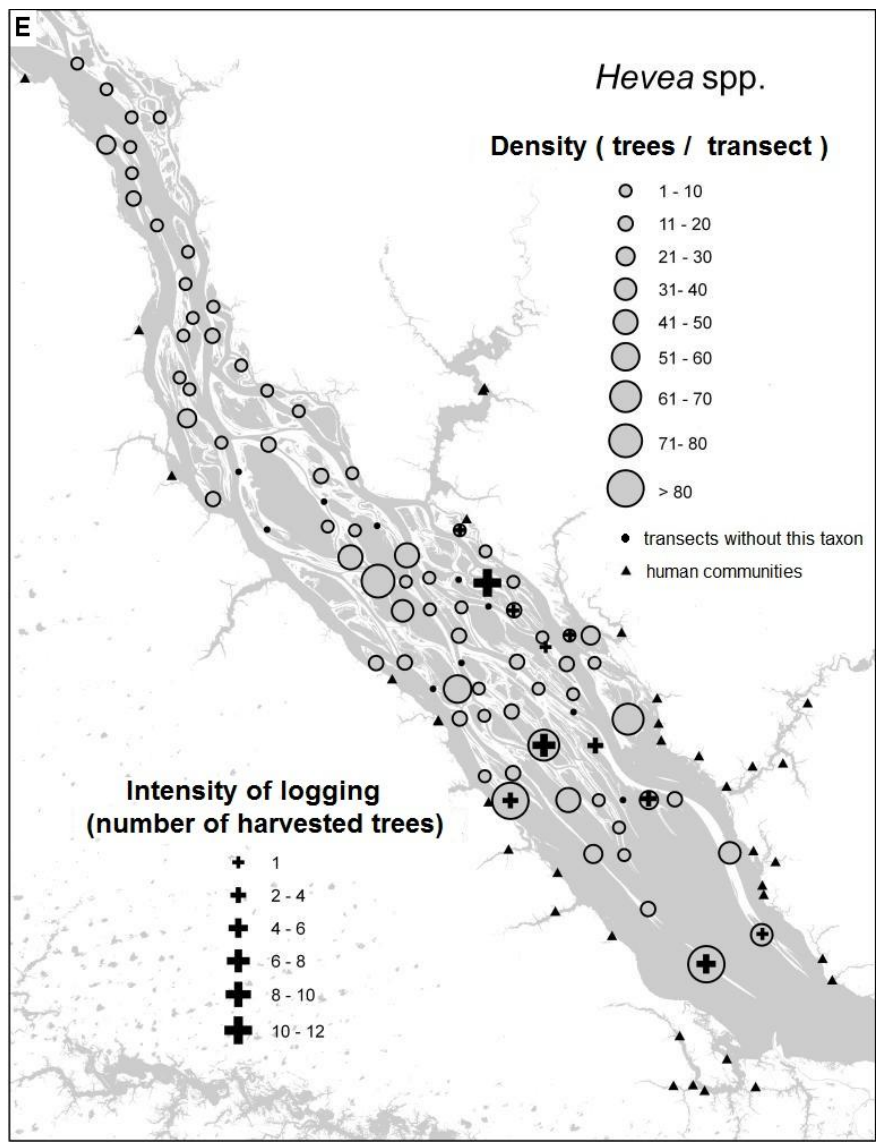 E
Hevea spp.
Density ( trees / transect )
1 - 10
11 - 20
21 - 30
31- 40
41 - 50
51 - 60
61 - 70
71- 80
> 80
transects without this taxon
human communities
Intensity of logging
(number of harvested trees)
1
2 - 4
4 - 6
6 - 8
8 - 10
10 - 12